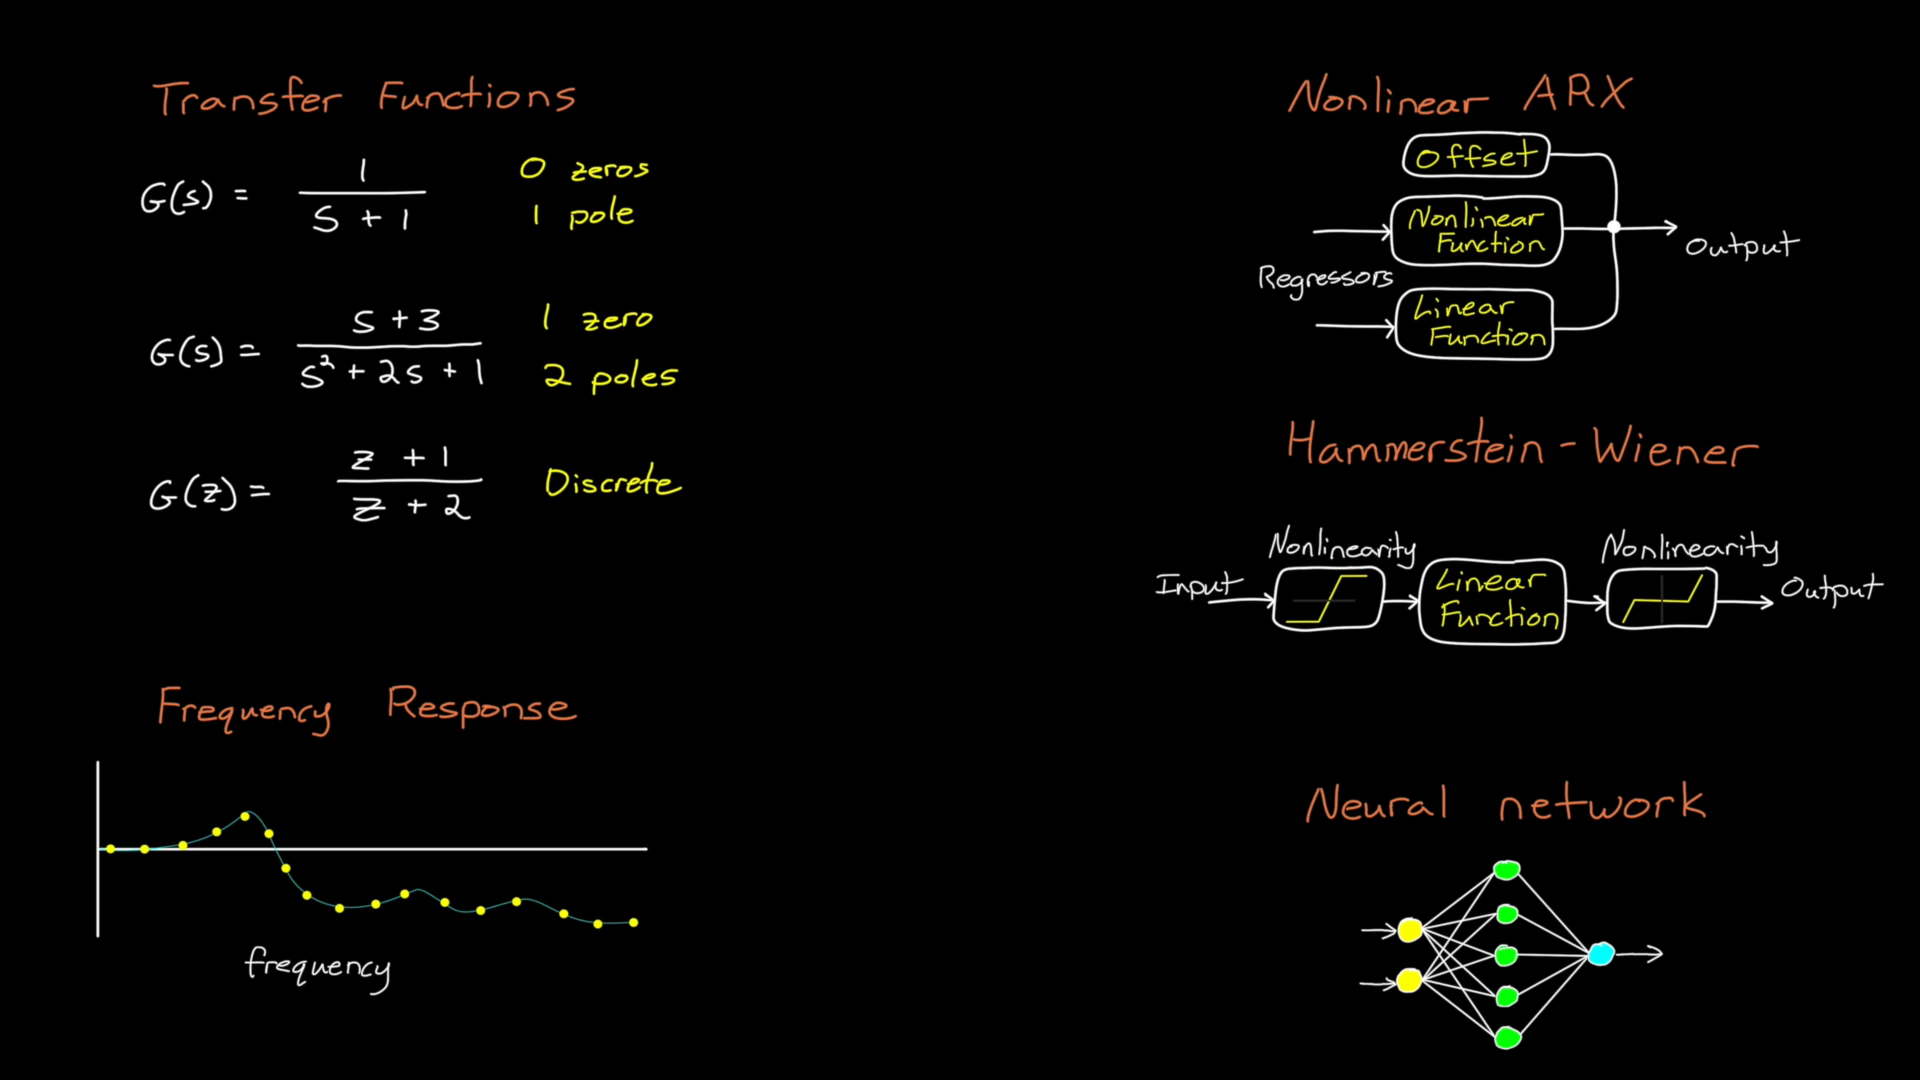 Transfer Functions
G(s) = 1 / s + 1
0 zeros
1 pole
G(s) = s + 3 / s² + 2s + 1
1 zero
2 poles
G(z) = z + 1 / z + 2
Discrete
Frequency Response
frequency
Nonlinear ARX
Offset
Nonlinear
Function
Regressors
Linear
Function
Output
Hammerstein - Wiener
Input
Nonlinearity
Linear
Function
Nonlinearity
Output
Neural network